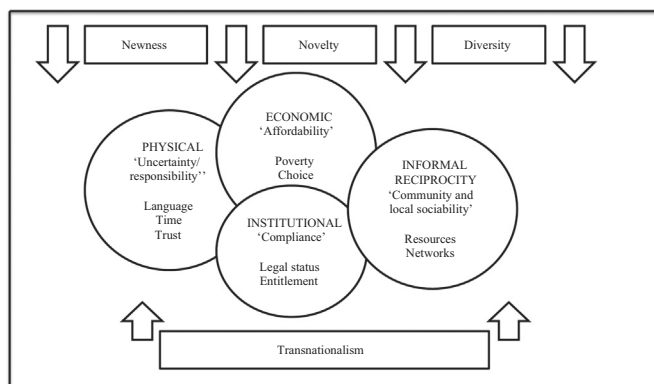 Newness
Novelty
Diversity
ECONOMIC
‘Affordability’
Poverty
Choice
PHYSICAL
‘Uncertainty/
responsibility’’
Language
Time
Trust
INFORMAL
RECIPROCITY
‘Community and
local sociability’
Resources
Networks
INSTITUTIONAL
‘Compliance’
Legal status
Entitlement
Transnationalism